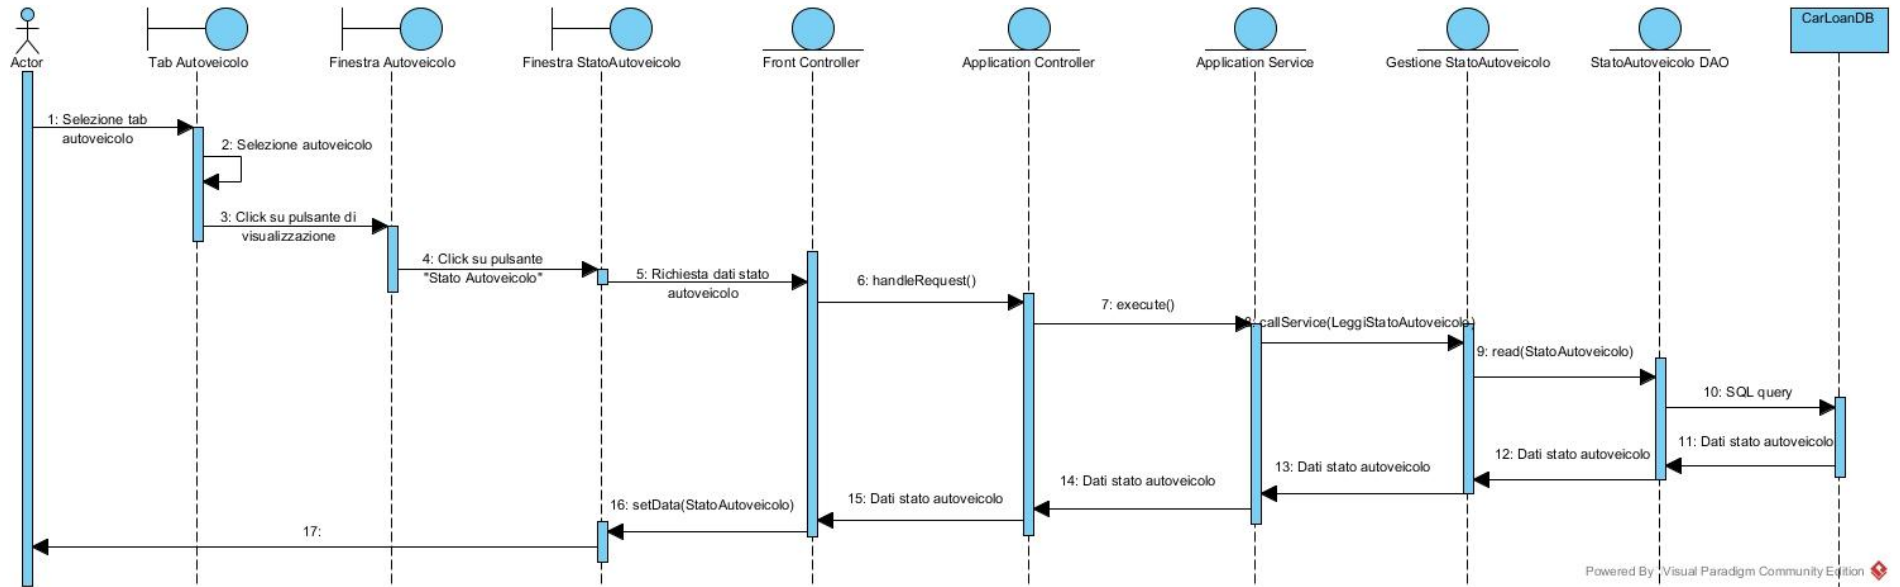 Actor
Tab Autoveicolo
Finestra Autoveicolo
Finestra StatoAutoveicolo
Front Controller
Application Controller
Application Service
Gestione StatoAutoveicolo
StatoAutoveicolo DAO
CarLoanDB
1: Selezione tab
autoveicolo
2: Selezione autoveicolo
3: Click su pulsante di
visualizzazione
4: Click su pulsante
"Stato Autoveicolo"
5: Richiesta dati stato
autoveicolo
6: handleRequest()
7: execute()
8: callService(LeggiStatoAutoveicolo)
9: read(StatoAutoveicolo)
10: SQL query
11: Dati stato autoveicolo
12: Dati stato autoveicolo
13: Dati stato autoveicolo
14: Dati stato autoveicolo
15: Dati stato autoveicolo
16: setData(StatoAutoveicolo)
17:
Powered By Visual Paradigm Community Edition